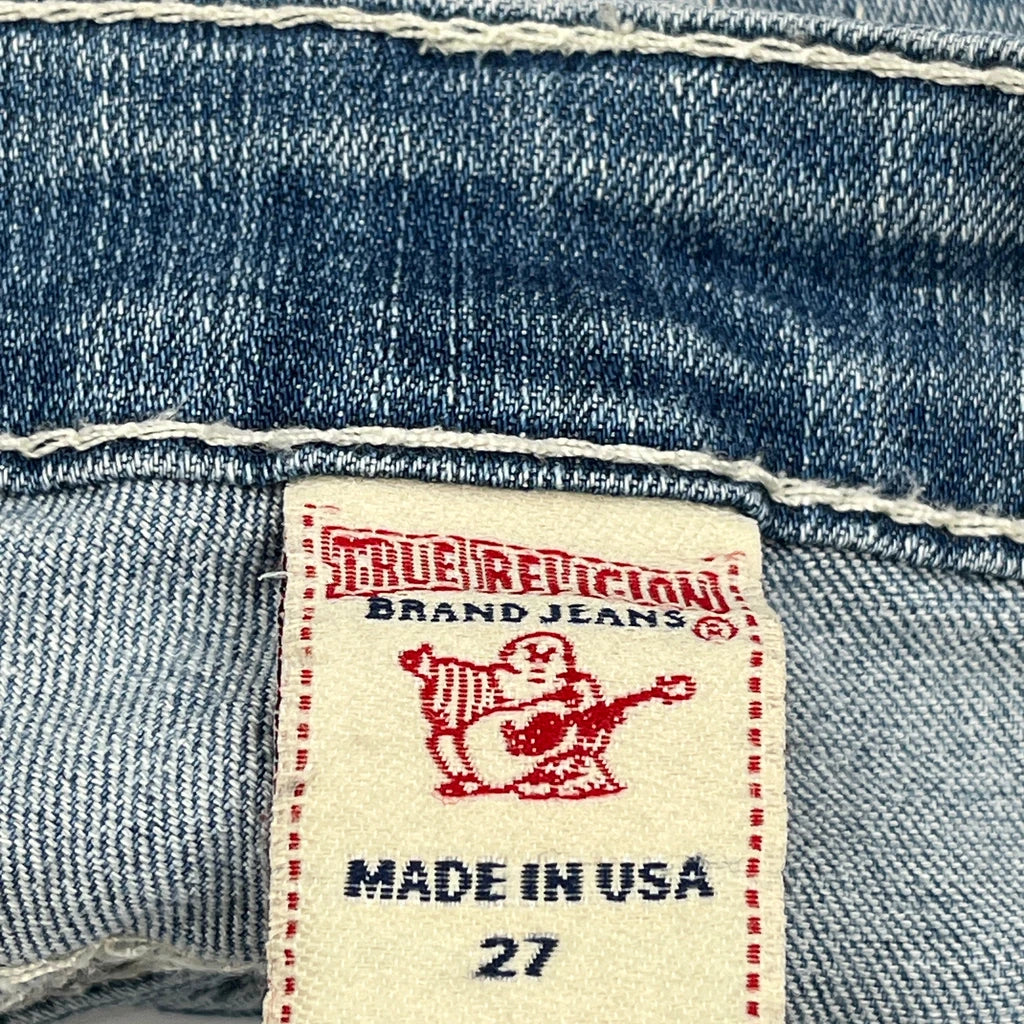 TRUE RELIGION
BRAND JEANS ®
MADE IN USA
27